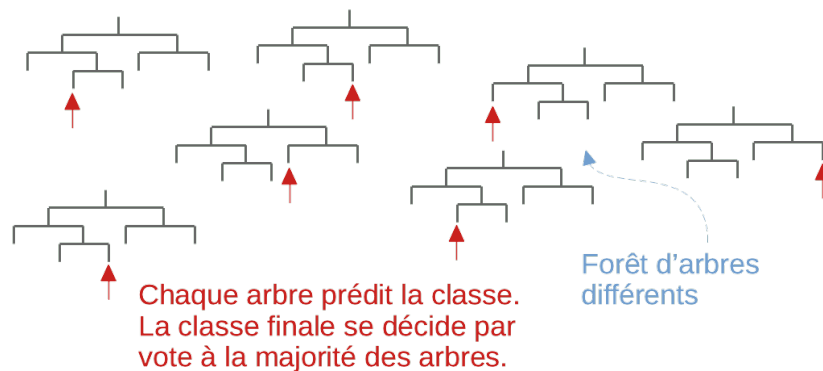 Forêt d'arbres
différents
Chaque arbre prédit la classe.
La classe finale se décide par
vote à la majorité des arbres.